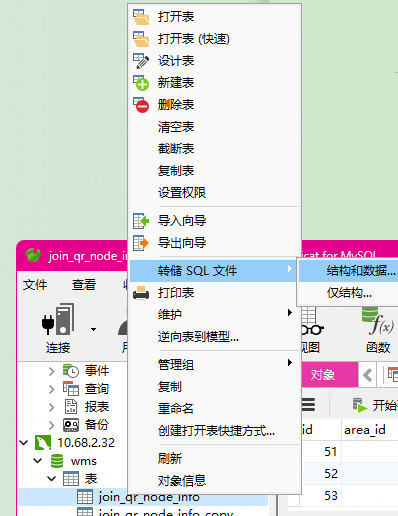 打开表
打开表 (快速)
设计表
新建表
删除表
清空表
截断表
复制表
设置权限
导入向导
导出向导
转储 SQL 文件
结构和数据...
仅结构...
打印表
维护
逆向表到模型...
管理组
复制
重命名
创建打开表快捷方式...
刷新
对象信息
join_qr_node_in
cat for MySQL
文件
查看
连接
用
视图
f(x)
函数
事件
查询
报表
备份
10.68.2.32
wms
表
join_qr_node_info
join_qr_node_info_copy
对象
开始
id
area_id
51
52
53